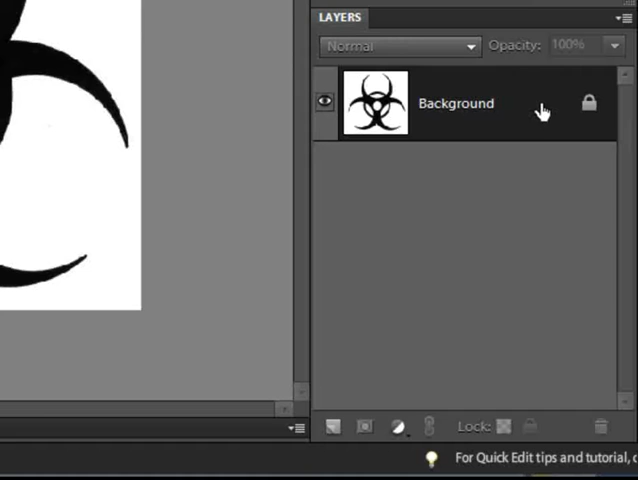 LAYERS
Normal Opacity: 100%
Background
Lock:
For Quick Edit tips and tutorial, c